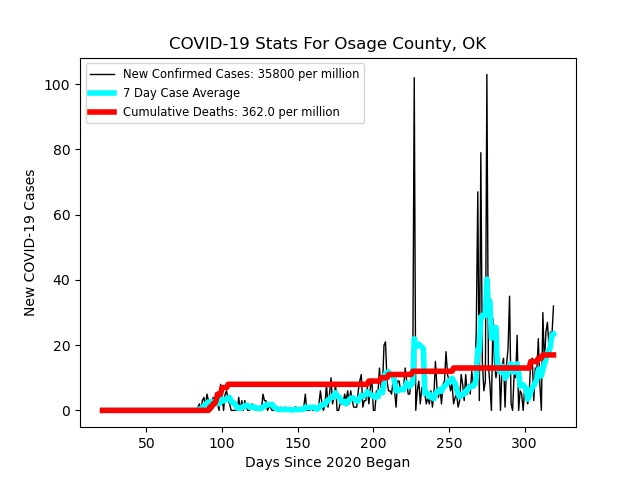 COVID-19 Stats For Osage County, OK
New Confirmed Cases: 35800 per million
7 Day Case Average
Cumulative Deaths: 362.0 per million
New COVID-19 Cases
100
80
60
40
20
0
50 100 150 200 250 300
Days Since 2020 Began